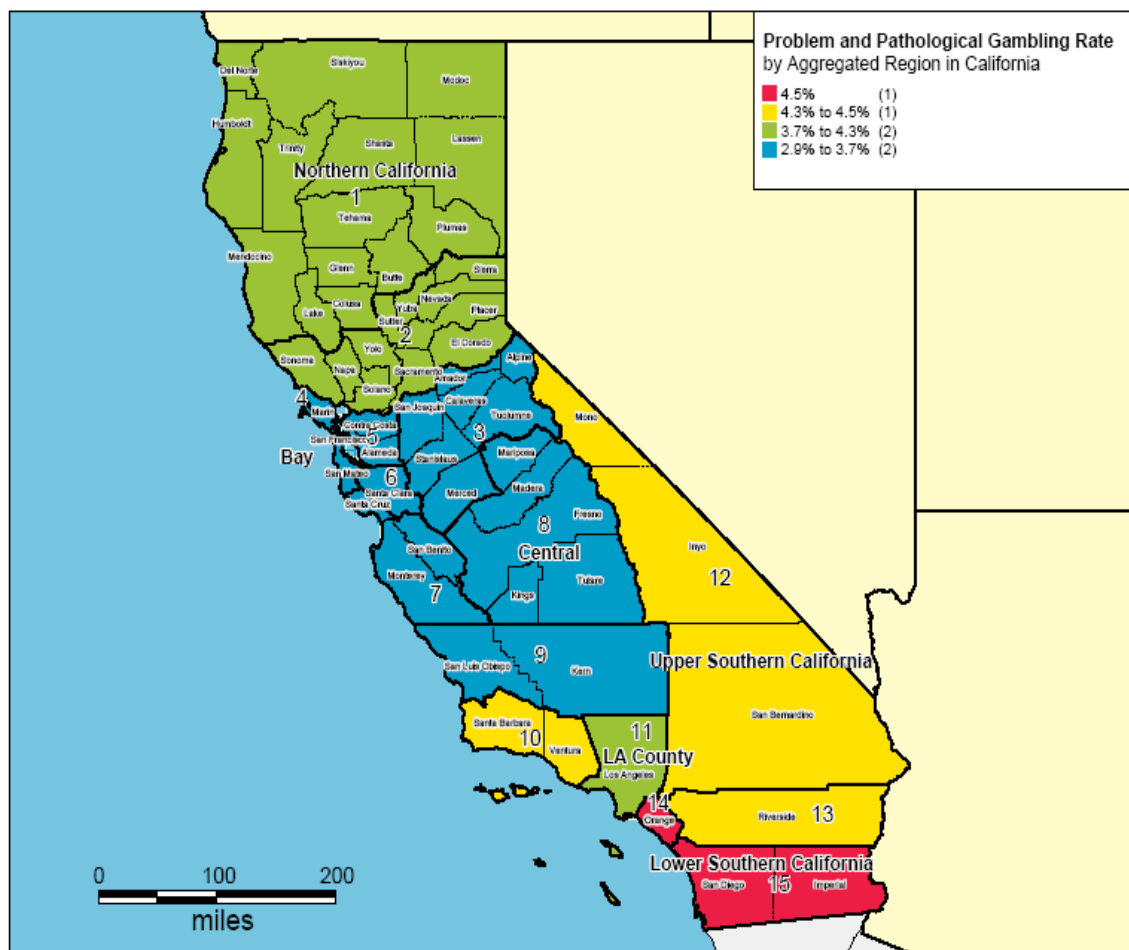 Problem and Pathological Gambling Rate
by Aggregated Region in California
4.5% (1)
4.3% to 4.5% (1)
3.7% to 4.3% (2)
2.9% to 3.7% (2)
Del Norte
Siskiyou
Modoc
Humboldt
Trinity
Shasta
Lassen
Northern California
1
Tehama
Plumas
Mendocino
Glenn
Butte
Sierra
Lake
Colusa
Yuba
Nevada
Sutter
Placer
2
El Dorado
Sonoma
Napa
Yolo
Solano
Sacramento
Amador
Alpine
4
Marin
San Joaquin
Calaveras
Tuolumne
Mono
Contra Costa
5
3
San Francisco
Alameda
Bay
Stanislaus
Mariposa
San Mateo
6
Santa Clara
Merced
Madera
Santa Cruz
Fresno
8
San Benito
Central
Inyo
12
Monterey
7
Kings
Tulare
9
San Luis Obispo
Kern
Upper Southern California
San Bernardino
Santa Barbara
10
Ventura
11
LA County
Los Angeles
14
Orange
Riverside
13
Lower Southern California
San Diego
15
Imperial
0 100 200
miles